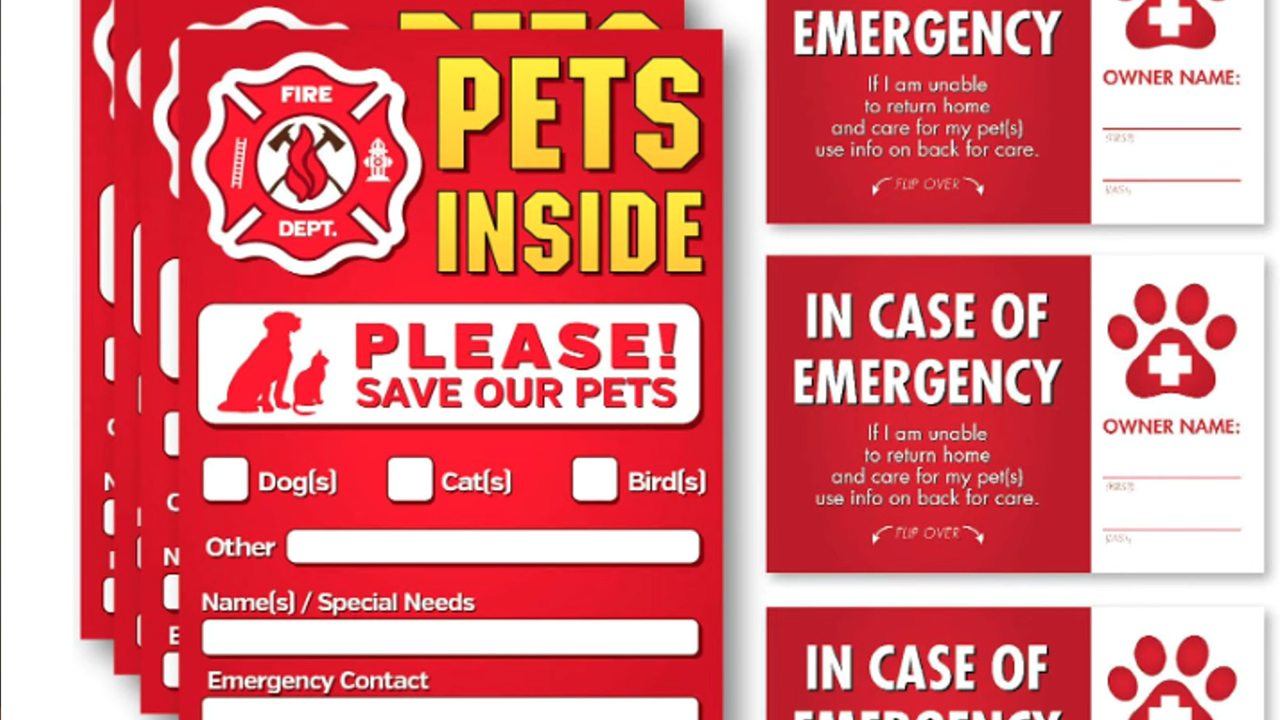 PETS
FIRE
DEPT.
PETS
INSIDE
PLEASE!
SAVE OUR PETS
Dog(s)
Cat(s)
Bird(s)
Other
Name(s) / Special Needs
Emergency Contact
EMERGENCY
If I am unable
to return home
and care for my pet(s)
use info on back for care.
FLIP OVER
OWNER NAME:
IN CASE OF
EMERGENCY
If I am unable
to return home
and care for my pet(s)
use info on back for care.
FLIP OVER
OWNER NAME:
IN CASE OF
EMERGENCY